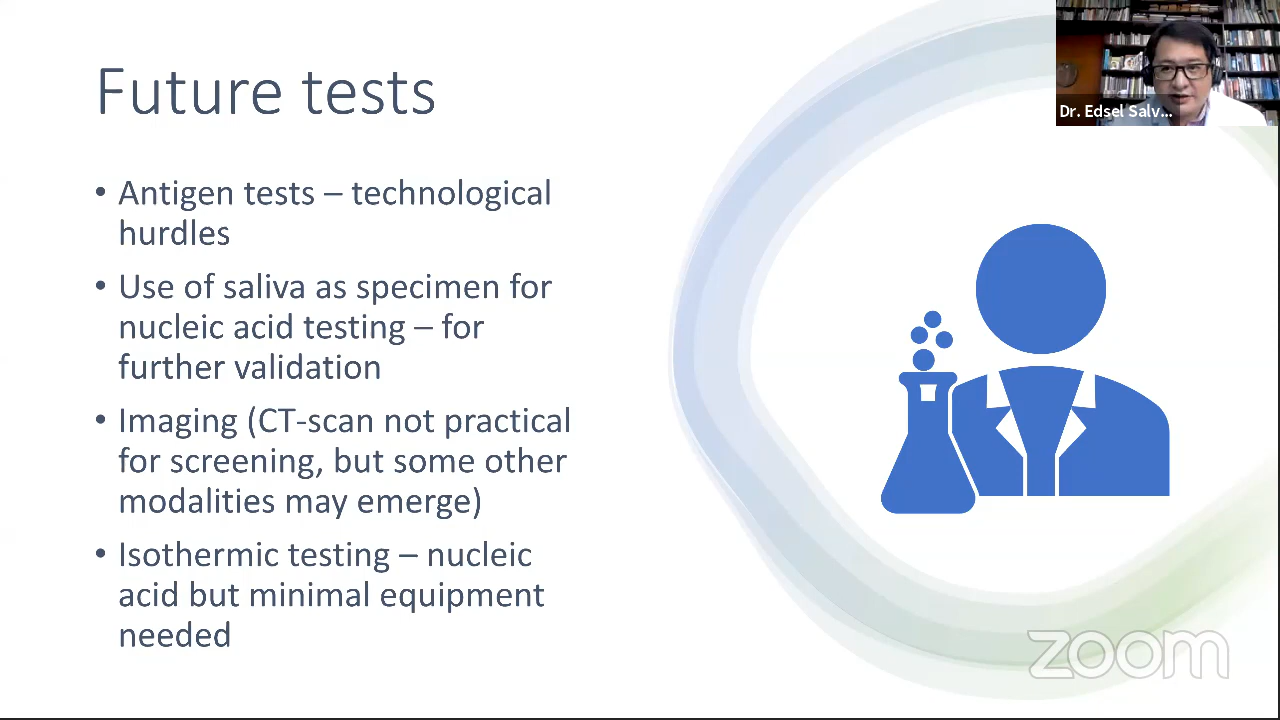 Future tests
Dr. Edsel Salv...
• Antigen tests – technological
hurdles
• Use of saliva as specimen for
nucleic acid testing – for
further validation
• Imaging (CT-scan not practical
for screening, but some other
modalities may emerge)
• Isothermic testing – nucleic
acid but minimal equipment
needed
zoom